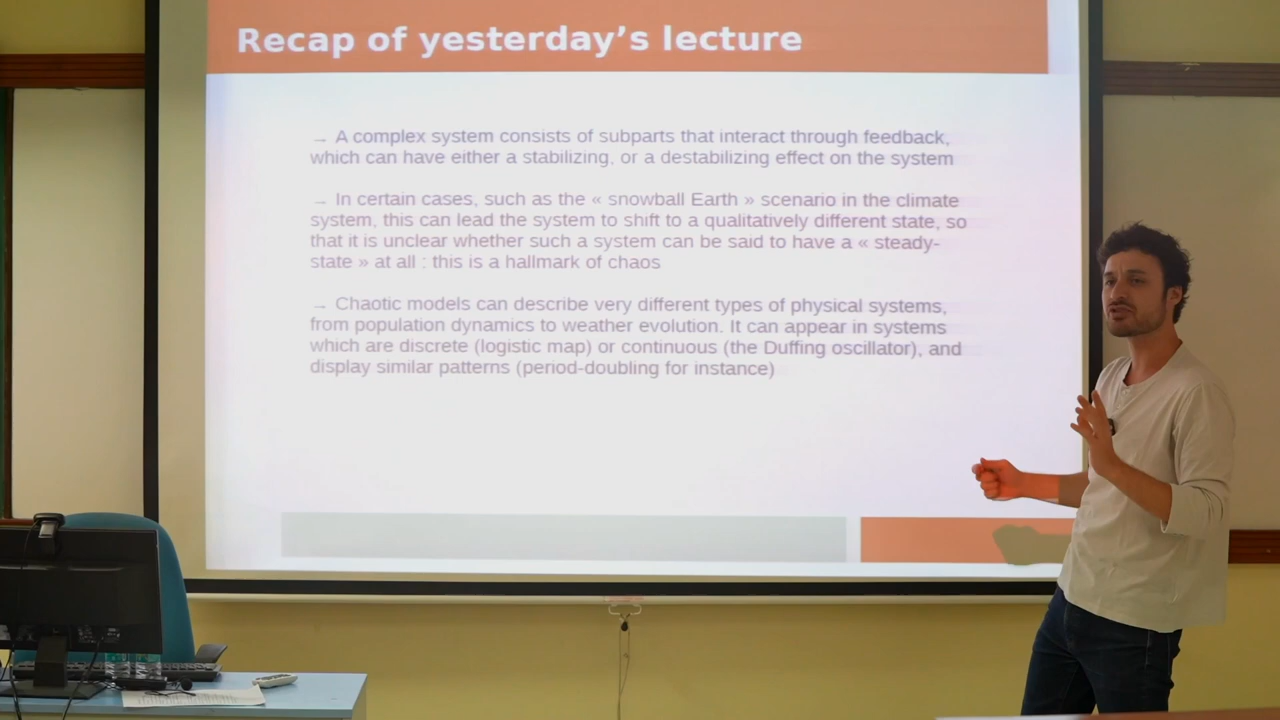 Recap of yesterday’s lecture
→ A complex system consists of subparts that interact through feedback,
which can have either a stabilizing, or a destabilizing effect on the system
→ In certain cases, such as the « snowball Earth » scenario in the climate
system, this can lead the system to shift to a qualitatively different state, so
that it is unclear whether such a system can be said to have a « steady-
state » at all : this is a hallmark of chaos
→ Chaotic models can describe very different types of physical systems,
from population dynamics to weather evolution. It can appear in systems
which are discrete (logistic map) or continuous (the Duffing oscillator), and
display similar patterns (period-doubling for instance)